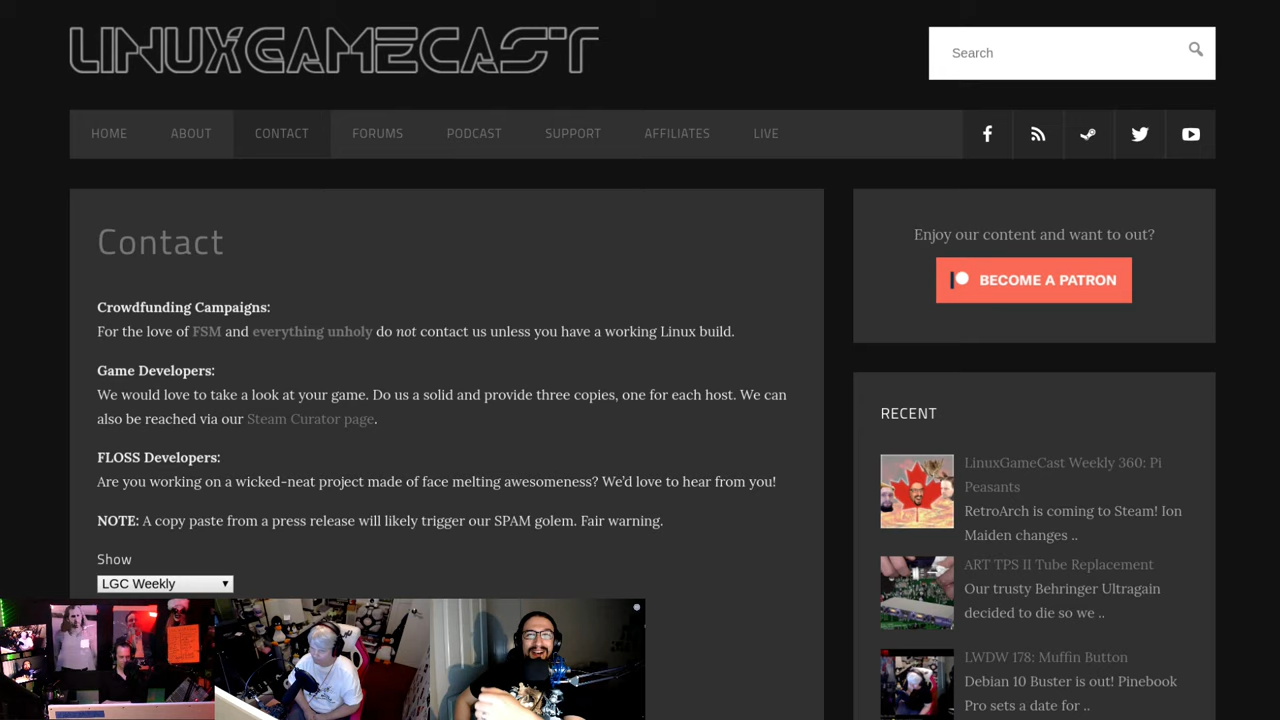 LINUXGAMECAST
Search
HOME ABOUT CONTACT FORUMS PODCAST SUPPORT AFFILIATES LIVE
Contact
Crowdfunding Campaigns:
For the love of FSM and everything unholy do not contact us unless you have a working Linux build.
Game Developers:
We would love to take a look at your game. Do us a solid and provide three copies, one for each host. We can
also be reached via our Steam Curator page.
FLOSS Developers:
Are you working on a wicked-neat project made of face melting awesomeness? We’d love to hear from you!
NOTE: A copy paste from a press release will likely trigger our SPAM golem. Fair warning.
Show
LGC Weekly
Enjoy our content and want to out?
BECOME A PATRON
RECENT
LinuxGameCast Weekly 360: Pi
Peasants
RetroArch is coming to Steam! Ion
Maiden changes ..
ART TPS II Tube Replacement
Our trusty Behringer Ultragain
decided to die so we ..
LWDW 178: Muffin Button
Debian 10 Buster is out! Pinebook
Pro sets a date for ..